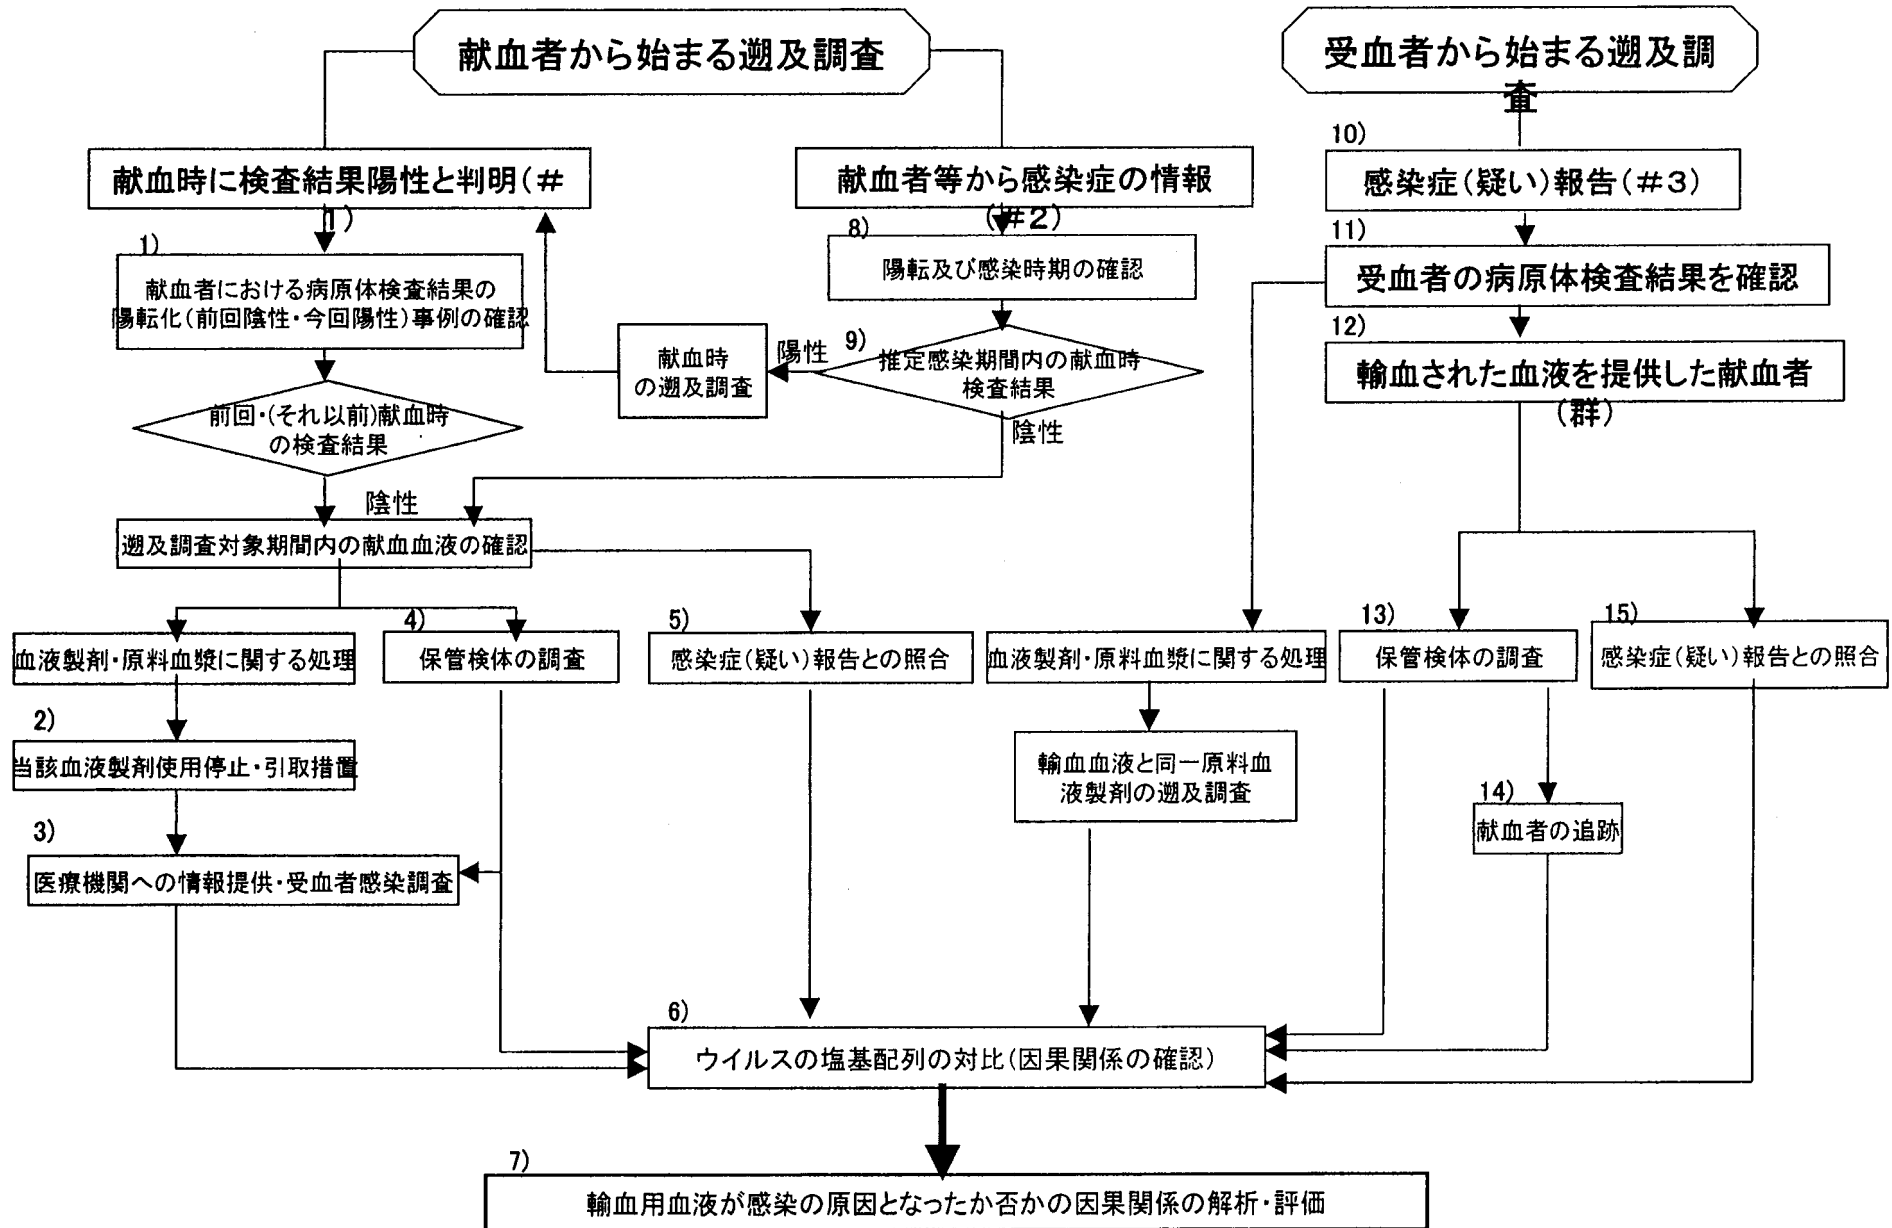 献血者から始まる遡及調査
受血者から始まる遡及調
査
献血時に検査結果陽性と判明(#
1)
献血者等から感染症の情報
(#2)
10)
感染症(疑い)報告(#3)
1)
献血者における病原体検査結果の
陽転化(前回陰性・今回陽性)事例の確認
8)
陽転及び感染時期の確認
11)
受血者の病原体検査結果を確認
献血時
の遡及調査
陽性
9)
推定感染期間内の献血時
検査結果
陰性
12)
輸血された血液を提供した献血者
(群)
前回・(それ以前)献血時
の検査結果
陰性
遡及調査対象期間内の献血血液の確認
血液製剤・原料血漿に関する処理
4)
保管検体の調査
5)
感染症(疑い)報告との照合
血液製剤・原料血漿に関する処理
13)
保管検体の調査
15)
感染症(疑い)報告との照合
2)
当該血液製剤使用停止・引取措置
輸血血液と同一原料血
液製剤の遡及調査
14)
献血者の追跡
3)
医療機関への情報提供・受血者感染調査
6)
ウイルスの塩基配列の対比(因果関係の確認)
7)
輸血用血液が感染の原因となったか否かの因果関係の解析・評価